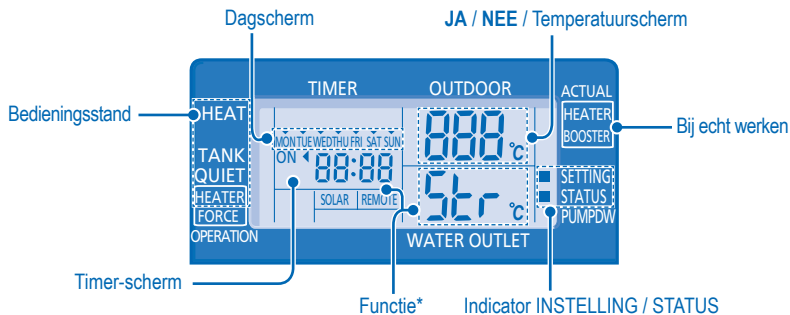 Dagscherm
JA / NEE / Temperatuurscherm
TIMER
OUTDOOR
ACTUAL
Bedieningsstand
HEAT
HEATER
BOOSTER
Bij echt werken
MON TUE WED THU FRI SAT SUN
888 °C
ON
88:88
TANK
QUIET
SETTING
HEATER
SOLAR
REMOTE
Str °C
STATUS
FORCE
PUMPDW
OPERATION
WATER OUTLET
Timer-scherm
Functie*
Indicator INSTELLING / STATUS